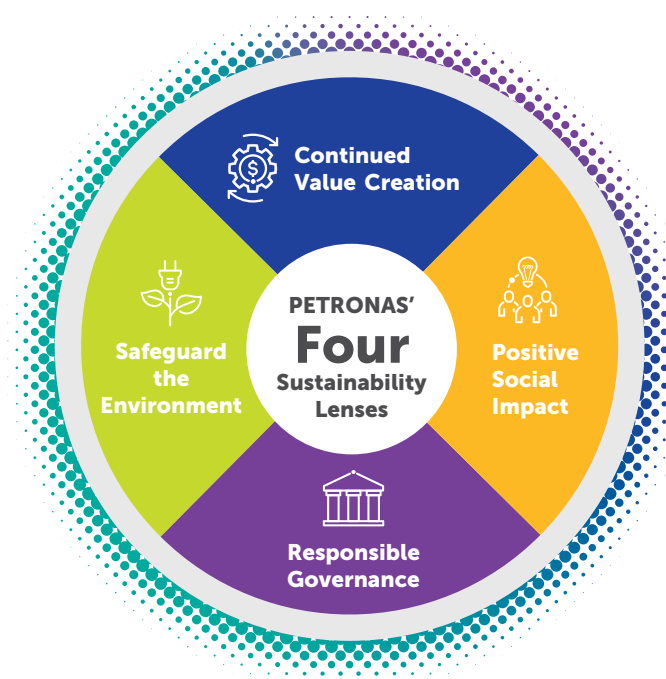 Continued
Value Creation
PETRONAS’
Four
Sustainability
Lenses
Safeguard
the
Environment
Positive
Social
Impact
Responsible
Governance
$